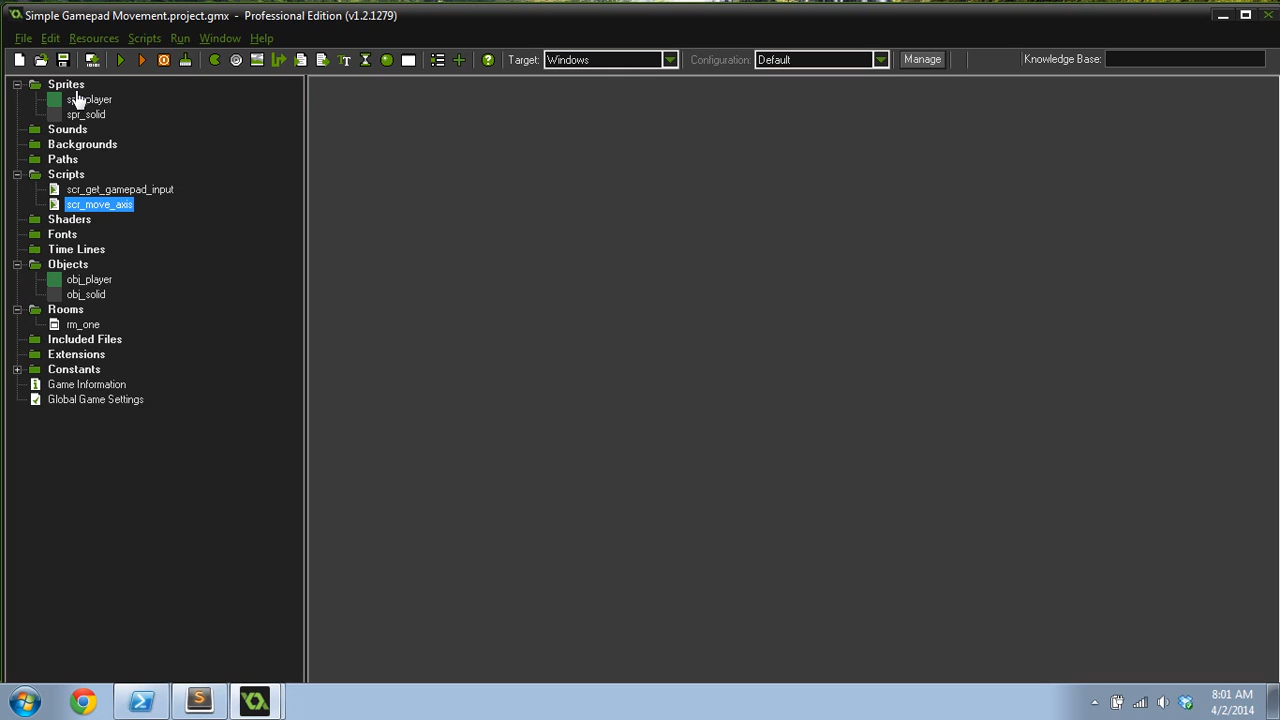 Simple Gamepad Movement.project.gmx - Professional Edition (v1.2.1279)
File Edit Resources Scripts Run Window Help
Target: Windows Configuration: Default Manage Knowledge Base:
Sprites
spr_solid
Sounds
Backgrounds
Paths
Scripts
scr_get_gamepad_input
scr_move_axis
Shaders
Fonts
Time Lines
Objects
obj_player
obj_solid
Rooms
rm_one
Included Files
Extensions
Constants
Game Information
Global Game Settings
8:01 AM
4/2/2014